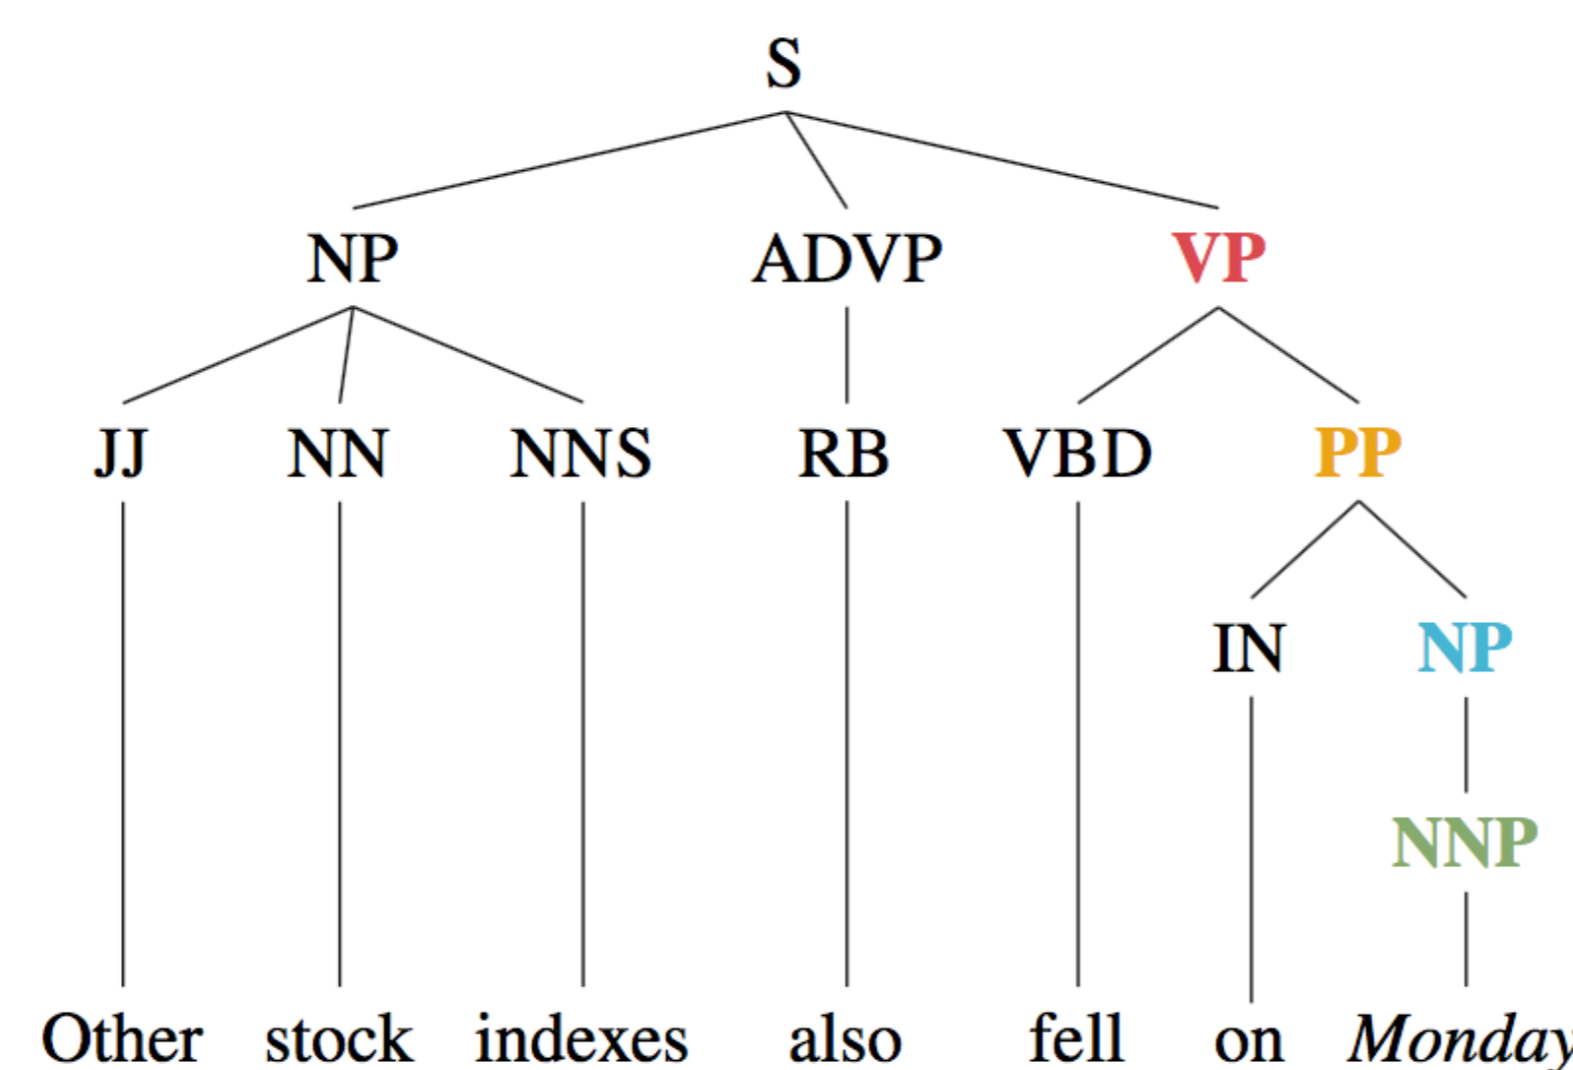 S
NP ADVP VP
JJ NN NNS RB VBD PP
IN NP
NNP
Other stock indexes also fell on Monday